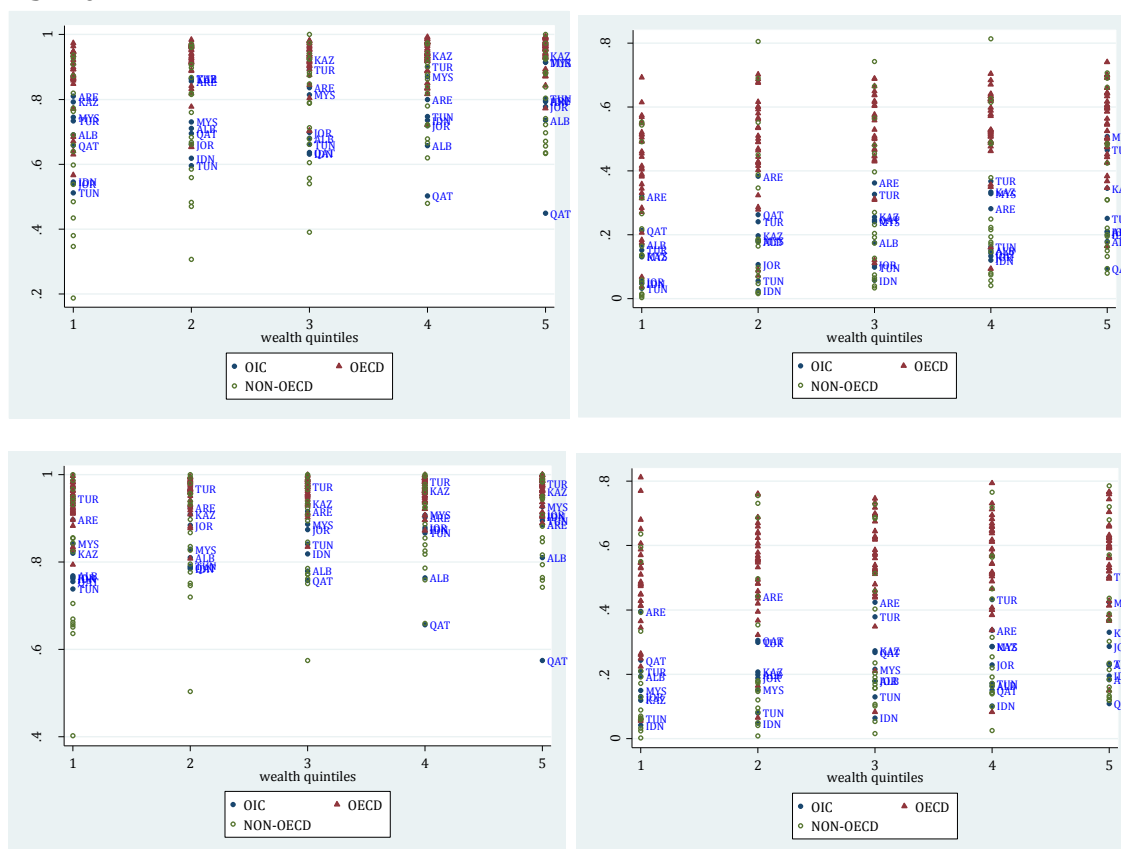 1
.8
.6
.4
.2
ARE
KAZ
MYS
TUR
ALB
QAT
IDN
JOR
TUN
ARE
MYS
ALB
QAT
JOR
IDN
TUN
KAZ
TUR
ARE
MYS
JOR
ALB
TUN
KAZ
TUR
MYS
ARE
TUN
IDN
JOR
ALB
QAT
KAZ
TUN
JOR
ALB
QAT
1 2 3 4 5
wealth quintiles
OIC OECD
NON-OECD
.8
.6
.4
.2
0
ARE
QAT
ALB
TUR
KAZ
JOR
IDN
TUN
ARE
QAT
TUR
KAZ
JOR
TUN
IDN
ARE
TUR
KAZ
MYS
ALB
JOR
TUN
IDN
TUR
KAZ
MYS
ARE
TUN
ALB
IDN
1 2 3 4 5
wealth quintiles
OIC OECD
NON-OECD
1
.8
.6
.4
TUR
ARE
MYS
KAZ
ALB
TUN
TUR
ARE
KAZ
JOR
MYS
ALB
IDN
TUR
KAZ
ARE
MYS
JOR
TUN
IDN
ALB
QAT
TUR
KAZ
MYS
ARE
JOR
TUN
ALB
QAT
TUR
KAZ
MYS
ARE
ALB
QAT
1 2 3 4 5
wealth quintiles
OIC OECD
NON-OECD
.8
.6
.4
.2
0
ARE
QAT
TUR
ALB
MYS
JOR
KAZ
TUN
IDN
ARE
QAT
KAZ
JOR
MYS
TUN
IDN
ARE
TUR
KAZ
QAT
MYS
ALB
TUN
IDN
TUR
ARE
MYS
JOR
TUN
ALB
QAT
IDN
1 2 3 4 5
wealth quintiles
OIC OECD
NON-OECD